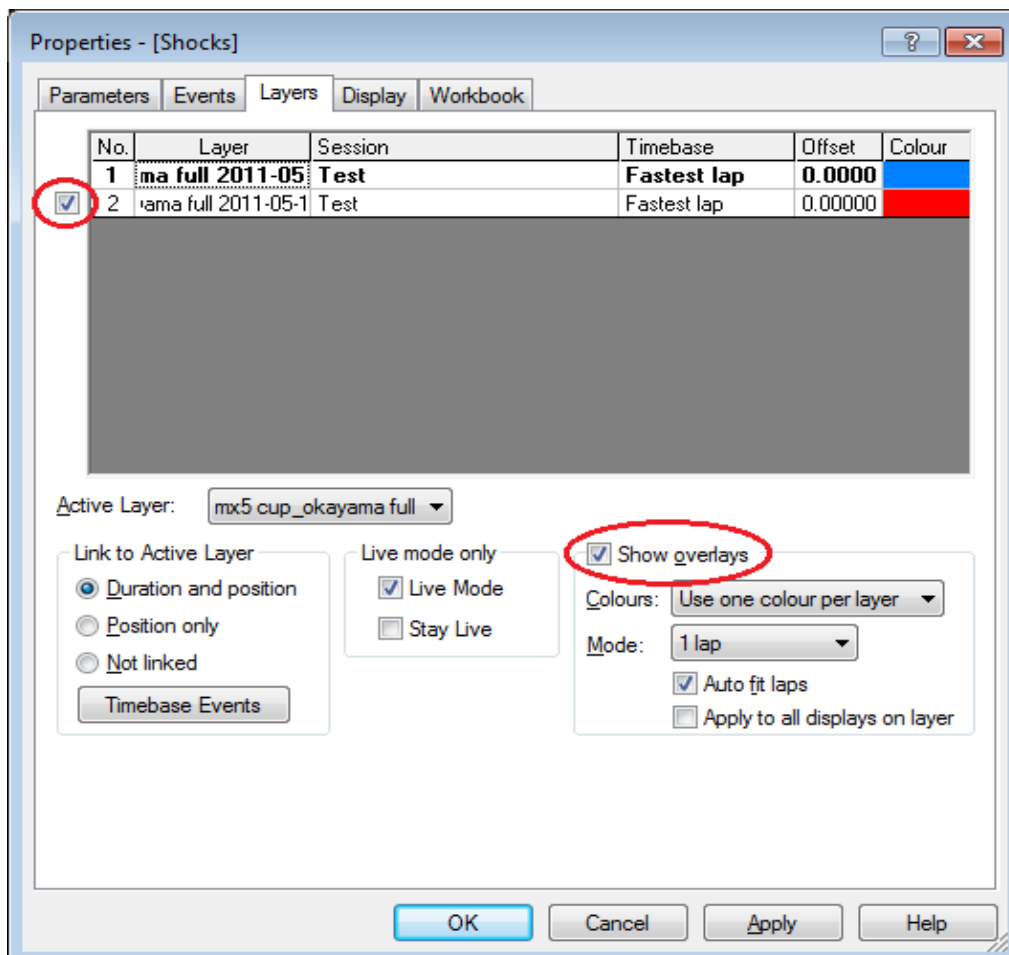 Properties - [Shocks]
?
Parameters Events Layers Display Workbook
No. Layer Session Timebase Offset Colour
1 ma full 2011-05 Test Fastest lap 0.0000
2 ama full 2011-05-1 Test Fastest lap 0.00000
Active Layer: mx5 cup_okayama full
Link to Active Layer Live mode only Show overlays
Duration and position Live Mode Colours: Use one colour per layer
Position only Stay Live Mode: 1 lap
Not linked Auto fit laps
Timebase Events Apply to all displays on layer
OK Cancel Apply Help